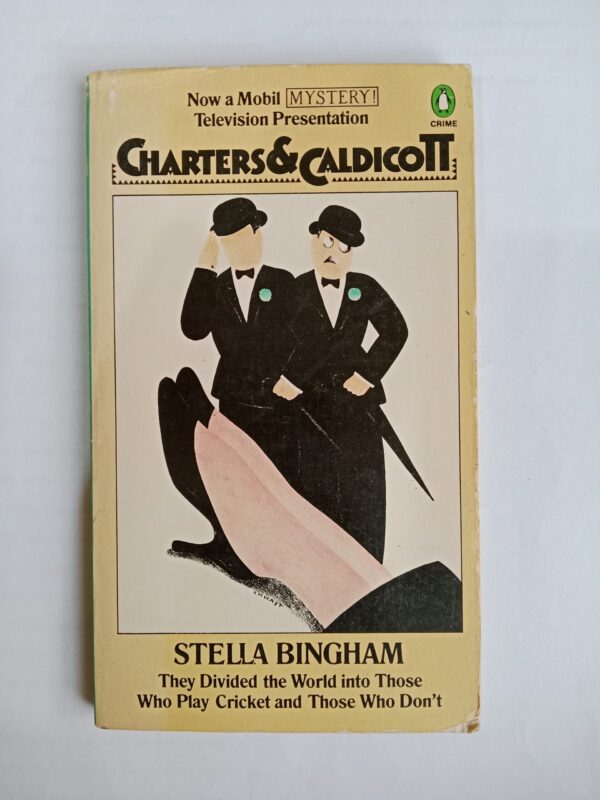 Now a Mobil MYSTERY!
Television Presentation
CRIME
CHARTERS & CALDICOTT
STELLA BINGHAM
They Divided the World into Those
Who Play Cricket and Those Who Don't